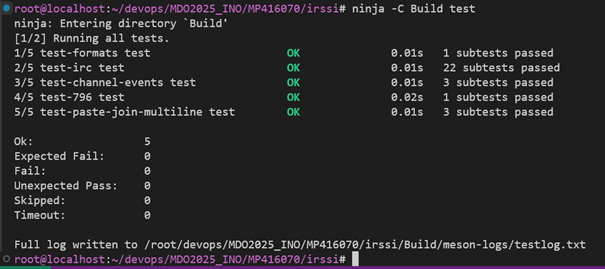 root@localhost:~/devops/MDO2025_INO/MP416070/irssi# ninja -C Build test
ninja: Entering directory `Build'
[1/2] Running all tests.
1/5 test-formats test OK 0.01s 1 subtests passed
2/5 test-irc test OK 0.01s 22 subtests passed
3/5 test-channel-events test OK 0.01s 3 subtests passed
4/5 test-796 test OK 0.02s 1 subtests passed
5/5 test-paste-join-multiline test OK 0.01s 3 subtests passed
Ok: 5
Expected Fail: 0
Fail: 0
Unexpected Pass: 0
Skipped: 0
Timeout: 0
Full log written to /root/devops/MDO2025_INO/MP416070/irssi/Build/meson-logs/testlog.txt
root@localhost:~/devops/MDO2025_INO/MP416070/irssi#